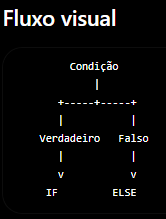 Fluxo visual
Condição
|
+-----+-----+
|           |
Verdadeiro   Falso
|           |
v           v
IF         ELSE